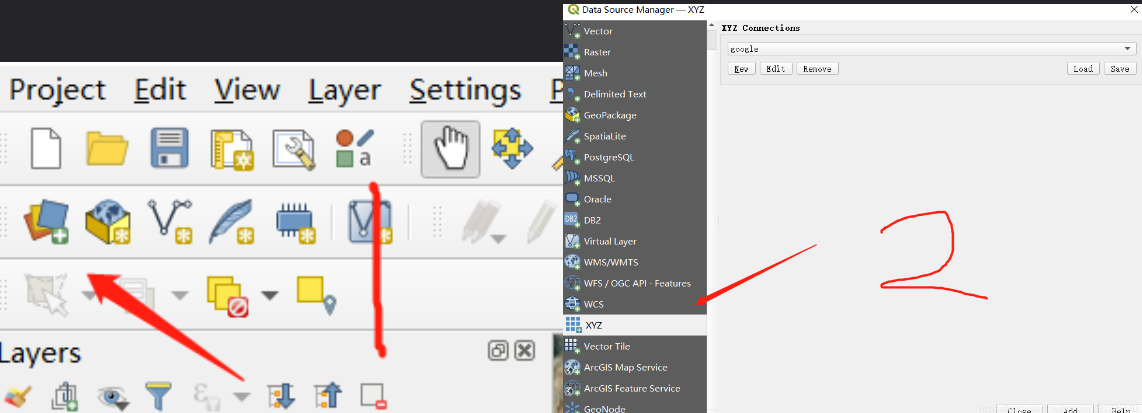 Project Edit View Layer Settings
a
Layers
Data Source Manager — XYZ
Vector
Raster
Mesh
Delimited Text
GeoPackage
SpatiaLite
PostgreSQL
MSSQL
Oracle
DB2 DB2
Virtual Layer
WMS/WMTS
WFS / OGC API - Features
WCS
XYZ
Vector Tile
ArcGIS Map Service
ArcGIS Feature Service
GeoNode
XYZ Connections
google
New Edit Remove Load Save
2
Close Add Help